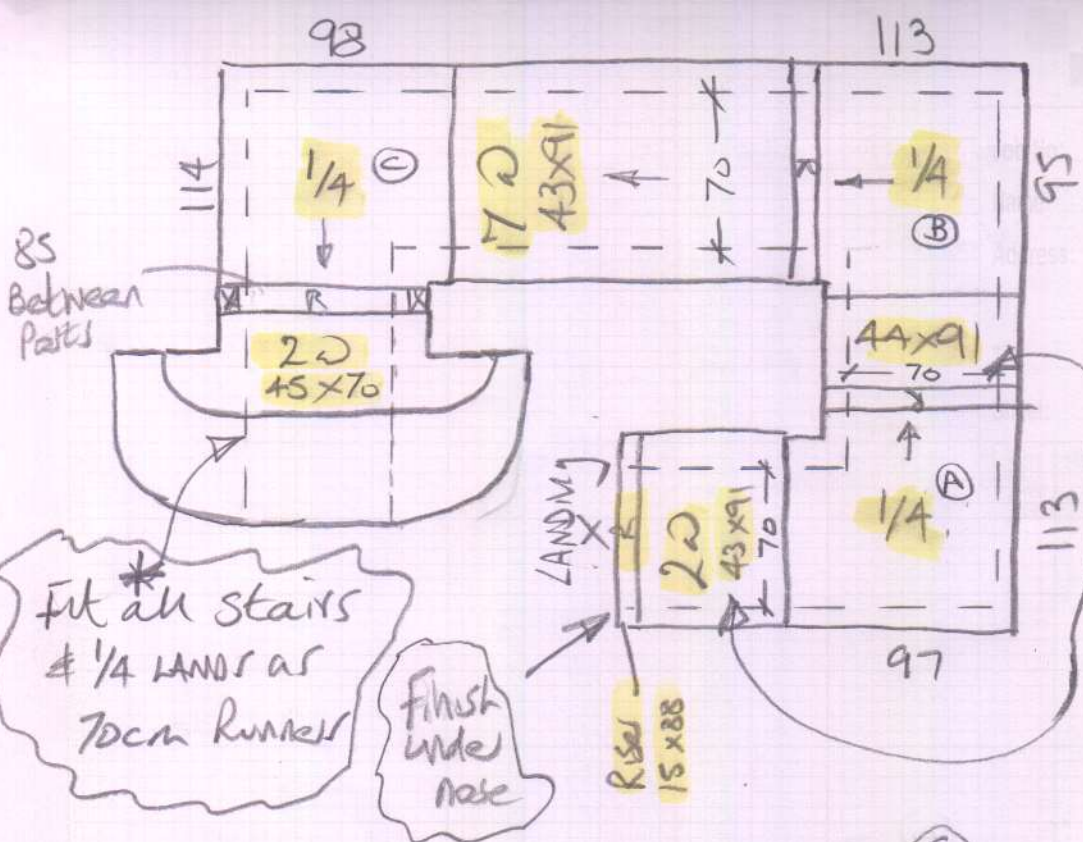 98
113
114
1/4 C
7 @
43x91
70
R
1/4
B
95
85
Between
Posts
R
2 @
45x70
44x91
70
1/4 A
113
97
LANDING
X
R
2 @
43x91
70
Riser
15x88
Finish
under
nose
* Fit all Stairs
& 1/4 LANDS as
70cm Runners